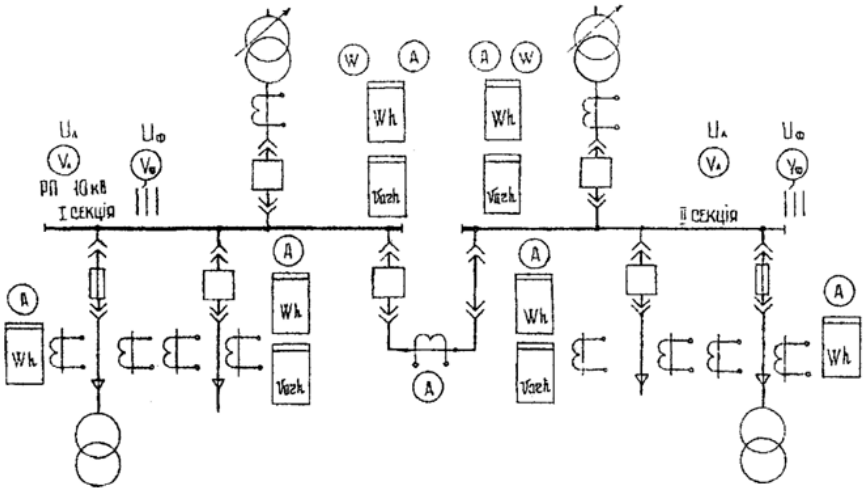 W A A W
Wh Wh
Uл Uф Uл Uф
Vл Vф Vл Vф
Varh Varh
РП 10 кВ
I СЕКЦІЯ II СЕКЦІЯ
A A
A Wh Wh A
Wh Wh
Varh A Varh